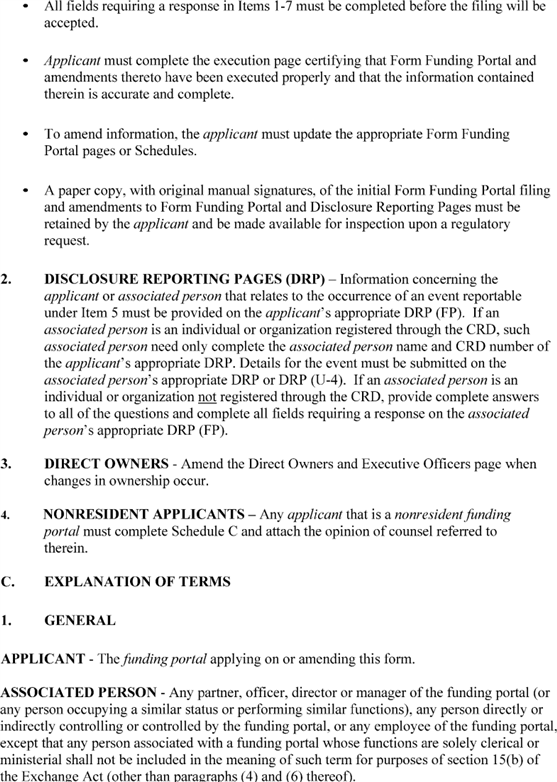 • All fields requiring a response in Items 1-7 must be completed before the filing will be
accepted.
• Applicant must complete the execution page certifying that Form Funding Portal and
amendments thereto have been executed properly and that the information contained
therein is accurate and complete.
• To amend information, the applicant must update the appropriate Form Funding
Portal pages or Schedules.
• A paper copy, with original manual signatures, of the initial Form Funding Portal filing
and amendments to Form Funding Portal and Disclosure Reporting Pages must be
retained by the applicant and be made available for inspection upon a regulatory
request.
2. DISCLOSURE REPORTING PAGES (DRP) – Information concerning the
applicant or associated person that relates to the occurrence of an event reportable
under Item 5 must be provided on the applicant's appropriate DRP (FP). If an
associated person is an individual or organization registered through the CRD, such
associated person need only complete the associated person name and CRD number of
the applicant's appropriate DRP. Details for the event must be submitted on the
associated person's appropriate DRP or DRP (U-4). If an associated person is an
individual or organization not registered through the CRD, provide complete answers
to all of the questions and complete all fields requiring a response on the associated
person's appropriate DRP (FP).
3. DIRECT OWNERS - Amend the Direct Owners and Executive Officers page when
changes in ownership occur.
4. NONRESIDENT APPLICANTS – Any applicant that is a nonresident funding
portal must complete Schedule C and attach the opinion of counsel referred to
therein.
C. EXPLANATION OF TERMS
1. GENERAL
APPLICANT - The funding portal applying on or amending this form.
ASSOCIATED PERSON - Any partner, officer, director or manager of the funding portal (or
any person occupying a similar status or performing similar functions), any person directly or
indirectly controlling or controlled by the funding portal, or any employee of the funding portal,
except that any person associated with a funding portal whose functions are solely clerical or
ministerial shall not be included in the meaning of such term for purposes of section 15(b) of
the Exchange Act (other than paragraphs (4) and (6) thereof).